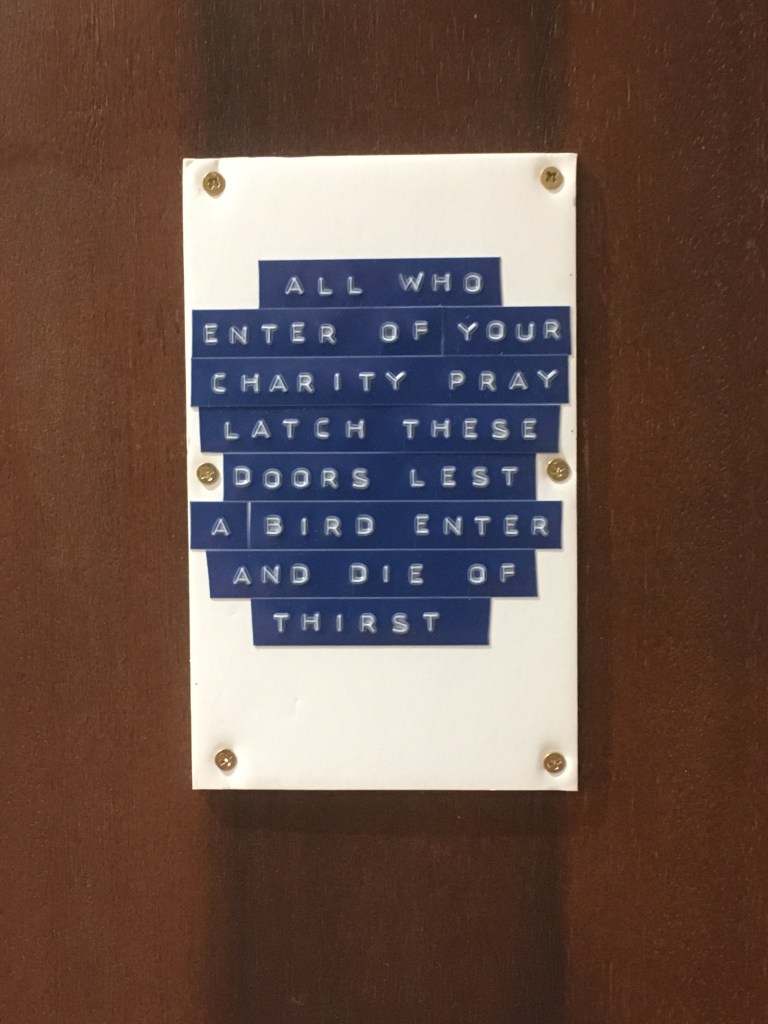 ALL WHO
ENTER OF YOUR
CHARITY PRAY
LATCH THESE
DOORS LEST
A BIRD ENTER
AND DIE OF
THIRST